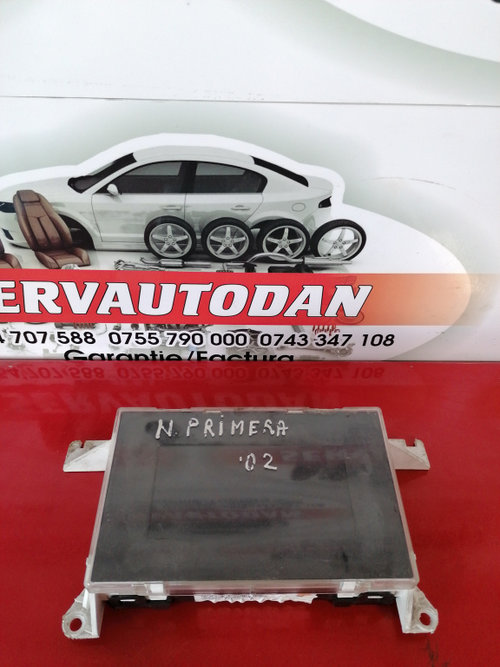 ERVAUTODAN
707 588 0755 790 000 0743 347 108
Garantie/Factura
N. PRIMERA
'02